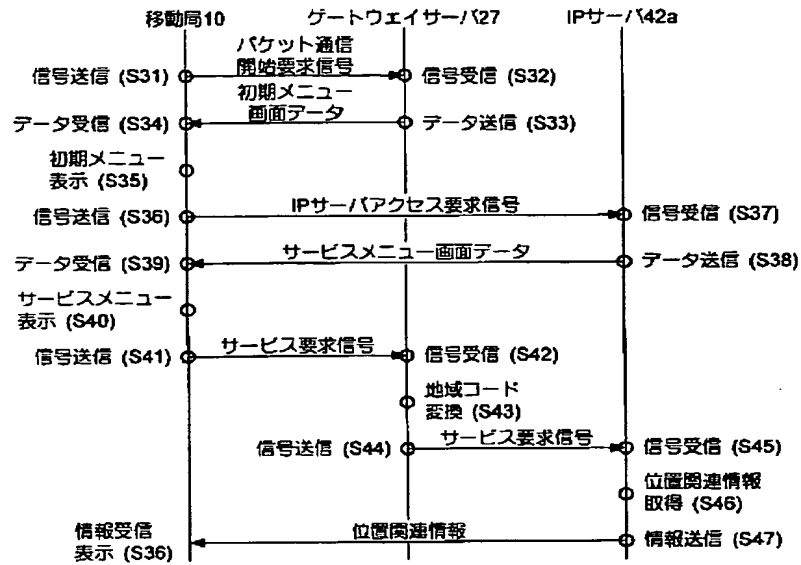 移動局10 ゲートウェイサーバ27 IPサーバ42a
パケット通信
開始要求信号
信号送信 (S31) 信号受信 (S32)
初期メニュー
画面データ
データ受信 (S34) データ送信 (S33)
初期メニュー
表示 (S35)
IPサーバアクセス要求信号
信号送信 (S36) 信号受信 (S37)
サービスメニュー画面データ
データ受信 (S39) データ送信 (S38)
サービスメニュー
表示 (S40)
サービス要求信号
信号送信 (S41) 信号受信 (S42)
地域コード
変換 (S43)
サービス要求信号
信号送信 (S44) 信号受信 (S45)
位置関連情報
取得 (S46)
位置関連情報
情報受信
表示 (S36)
情報送信 (S47)